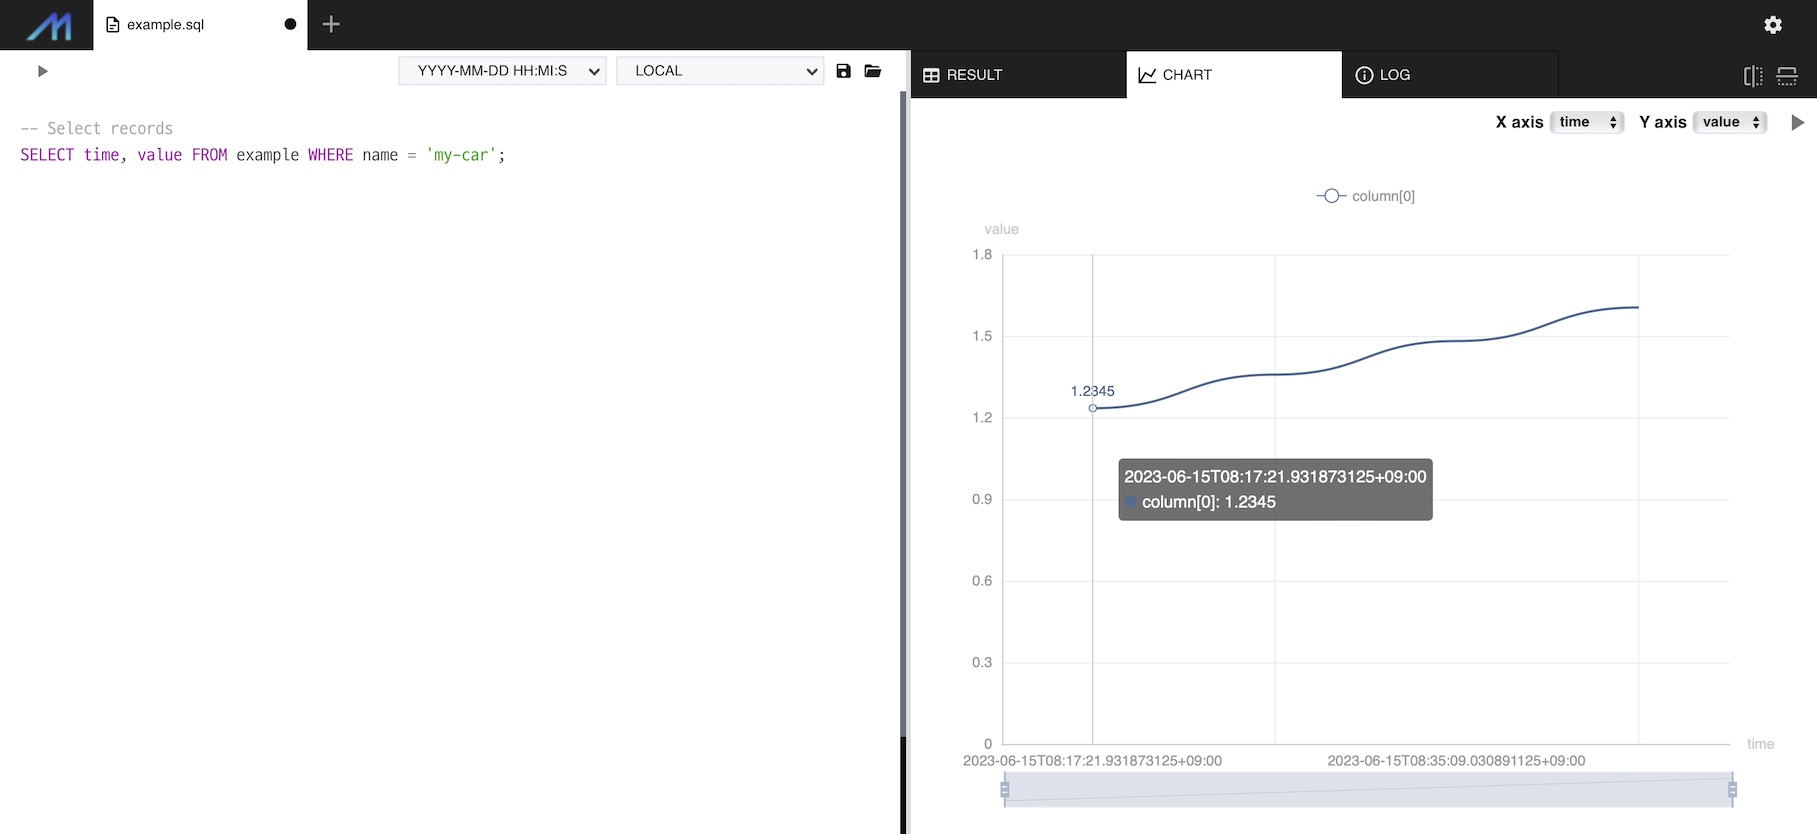 example.sql
YYYY-MM-DD HH:MI:S
LOCAL
-- Select records
SELECT time, value FROM example WHERE name = 'my-car';
RESULT
CHART
LOG
X axis time Y axis value
column[0]
value
1.8
1.5
1.2345
1.2
2023-06-15T08:17:21.931873125+09:00
column[0]: 1.2345
0.9
0.6
0.3
0
time
2023-06-15T08:17:21.931873125+09:00
2023-06-15T08:35:09.030891125+09:00